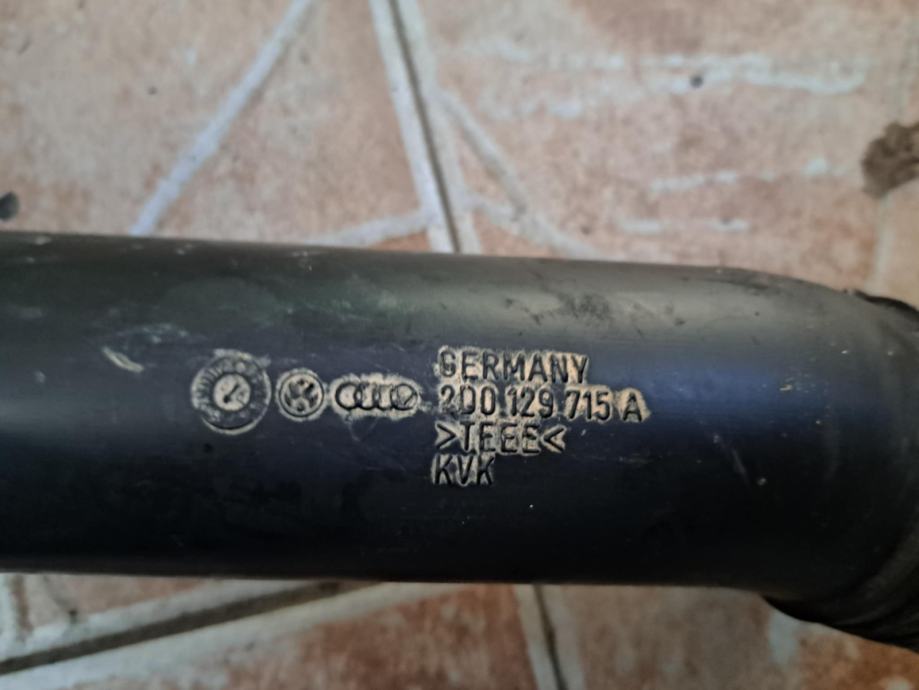 GERMANY
2D0 129 715 A
>TEEE<
KVK